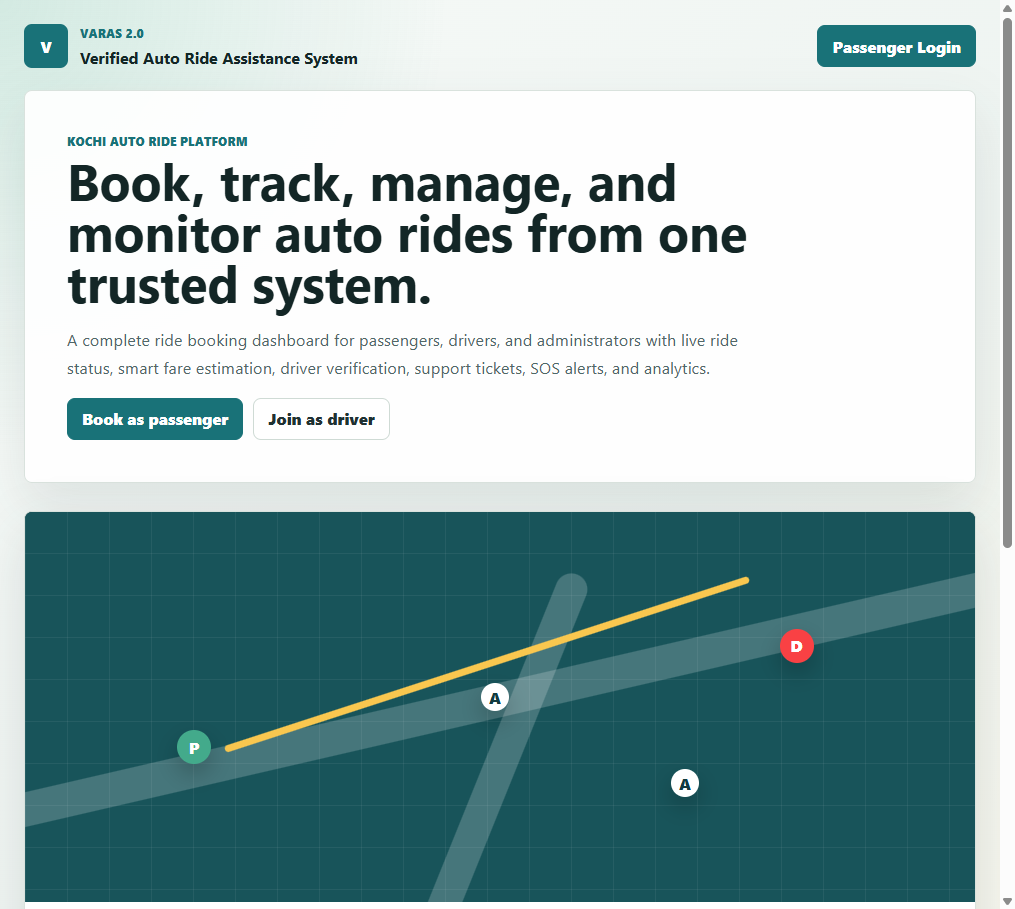 V
VARAS 2.0
Verified Auto Ride Assistance System
Passenger Login
KOCHI AUTO RIDE PLATFORM
Book, track, manage, and
monitor auto rides from one
trusted system.
A complete ride booking dashboard for passengers, drivers, and administrators with live ride
status, smart fare estimation, driver verification, support tickets, SOS alerts, and analytics.
Book as passenger
Join as driver
D
A
P
A